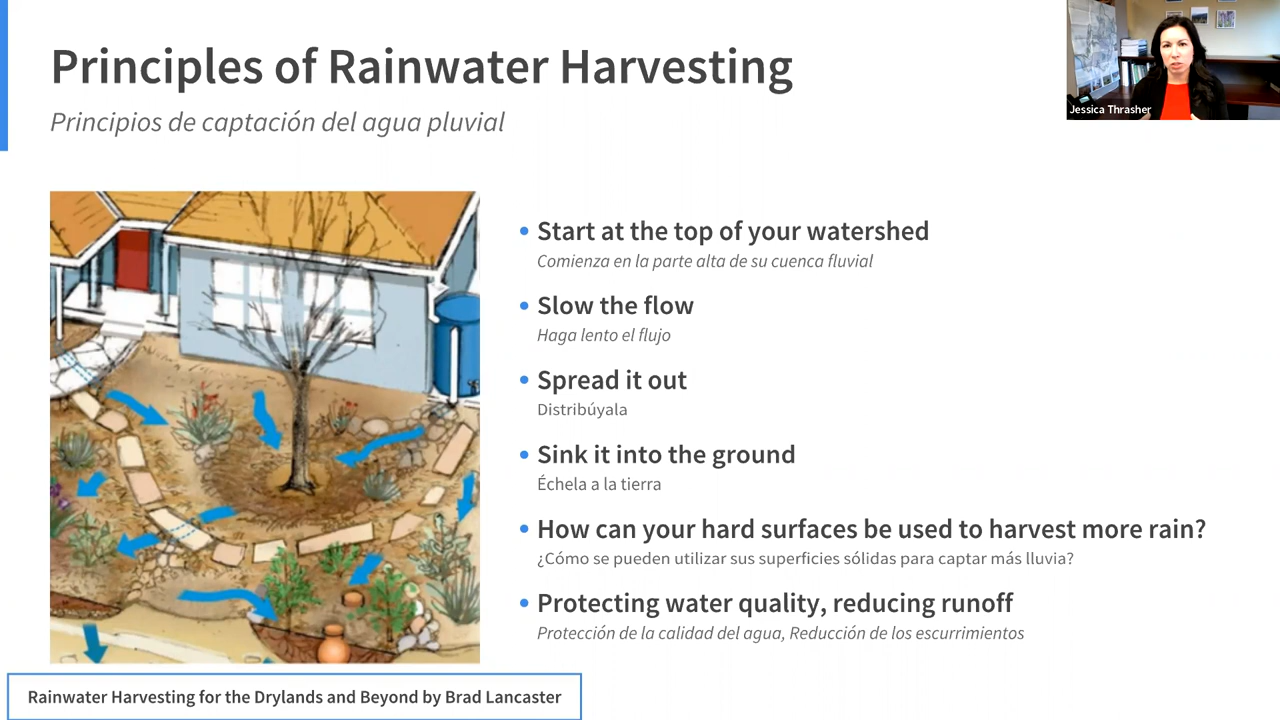 Principles of Rainwater Harvesting
Principios de captación del agua pluvial
Jessica Thrasher
Start at the top of your watershed
Comienza en la parte alta de su cuenca fluvial
Slow the flow
Haga lento el flujo
Spread it out
Distribúyala
Sink it into the ground
Échela a la tierra
How can your hard surfaces be used to harvest more rain?
¿Cómo se pueden utilizar sus superficies sólidas para captar más lluvia?
Protecting water quality, reducing runoff
Protección de la calidad del agua, Reducción de los escurrimientos
Rainwater Harvesting for the Drylands and Beyond by Brad Lancaster